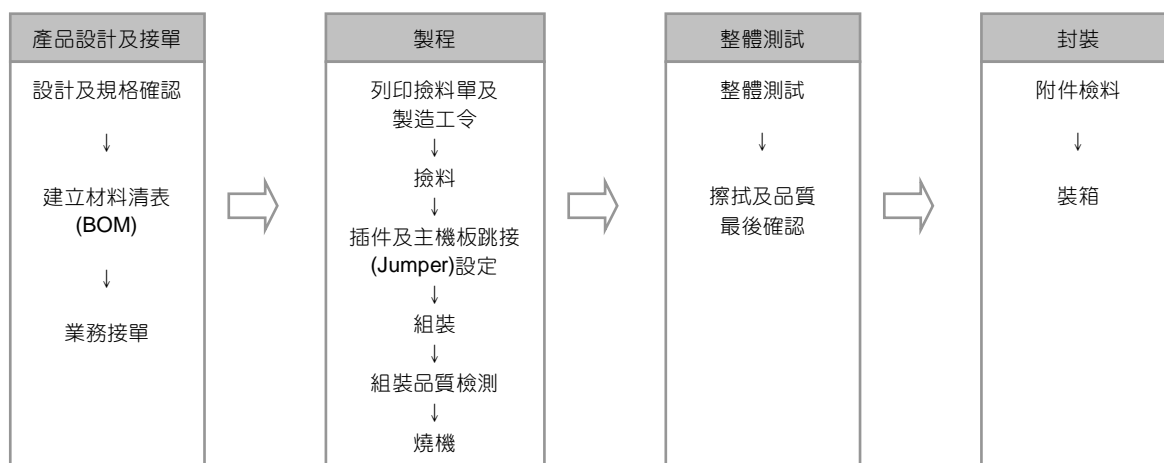 產品設計及接單
設計及規格確認
↓
建立材料清表
(BOM)
↓
業務接單
製程
列印撿料單及
製造工令
↓
撿料
↓
插件及主機板跳接
(Jumper)設定
↓
組裝
↓
組裝品質檢測
↓
燒機
整體測試
整體測試
↓
擦拭及品質
最後確認
封裝
附件檢料
↓
裝箱